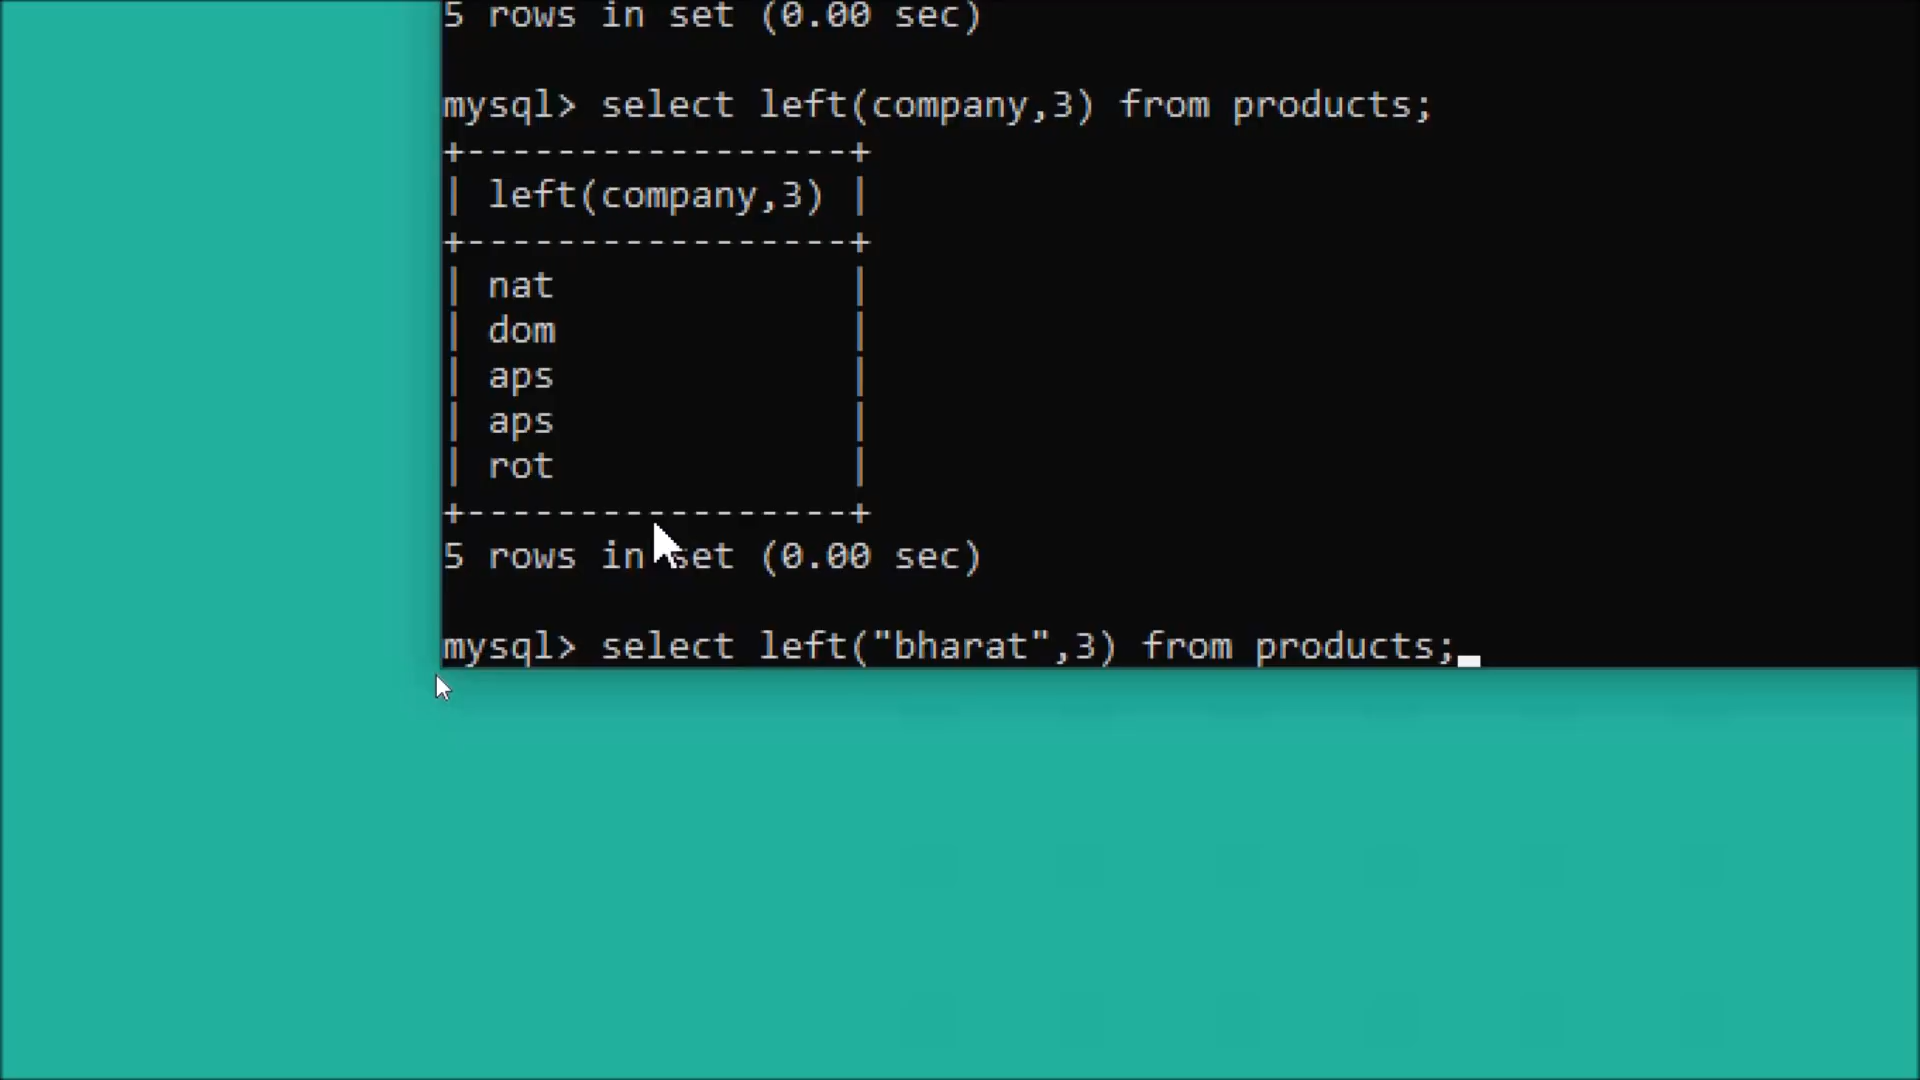 5 rows in set (0.00 sec)
mysql> select left(company,3) from products;
+-----------------+
| left(company,3) |
+-----------------+
| nat             |
| dom             |
| aps             |
| aps             |
| rot             |
+-----------------+
5 rows in set (0.00 sec)
mysql> select left("bharat",3) from products;